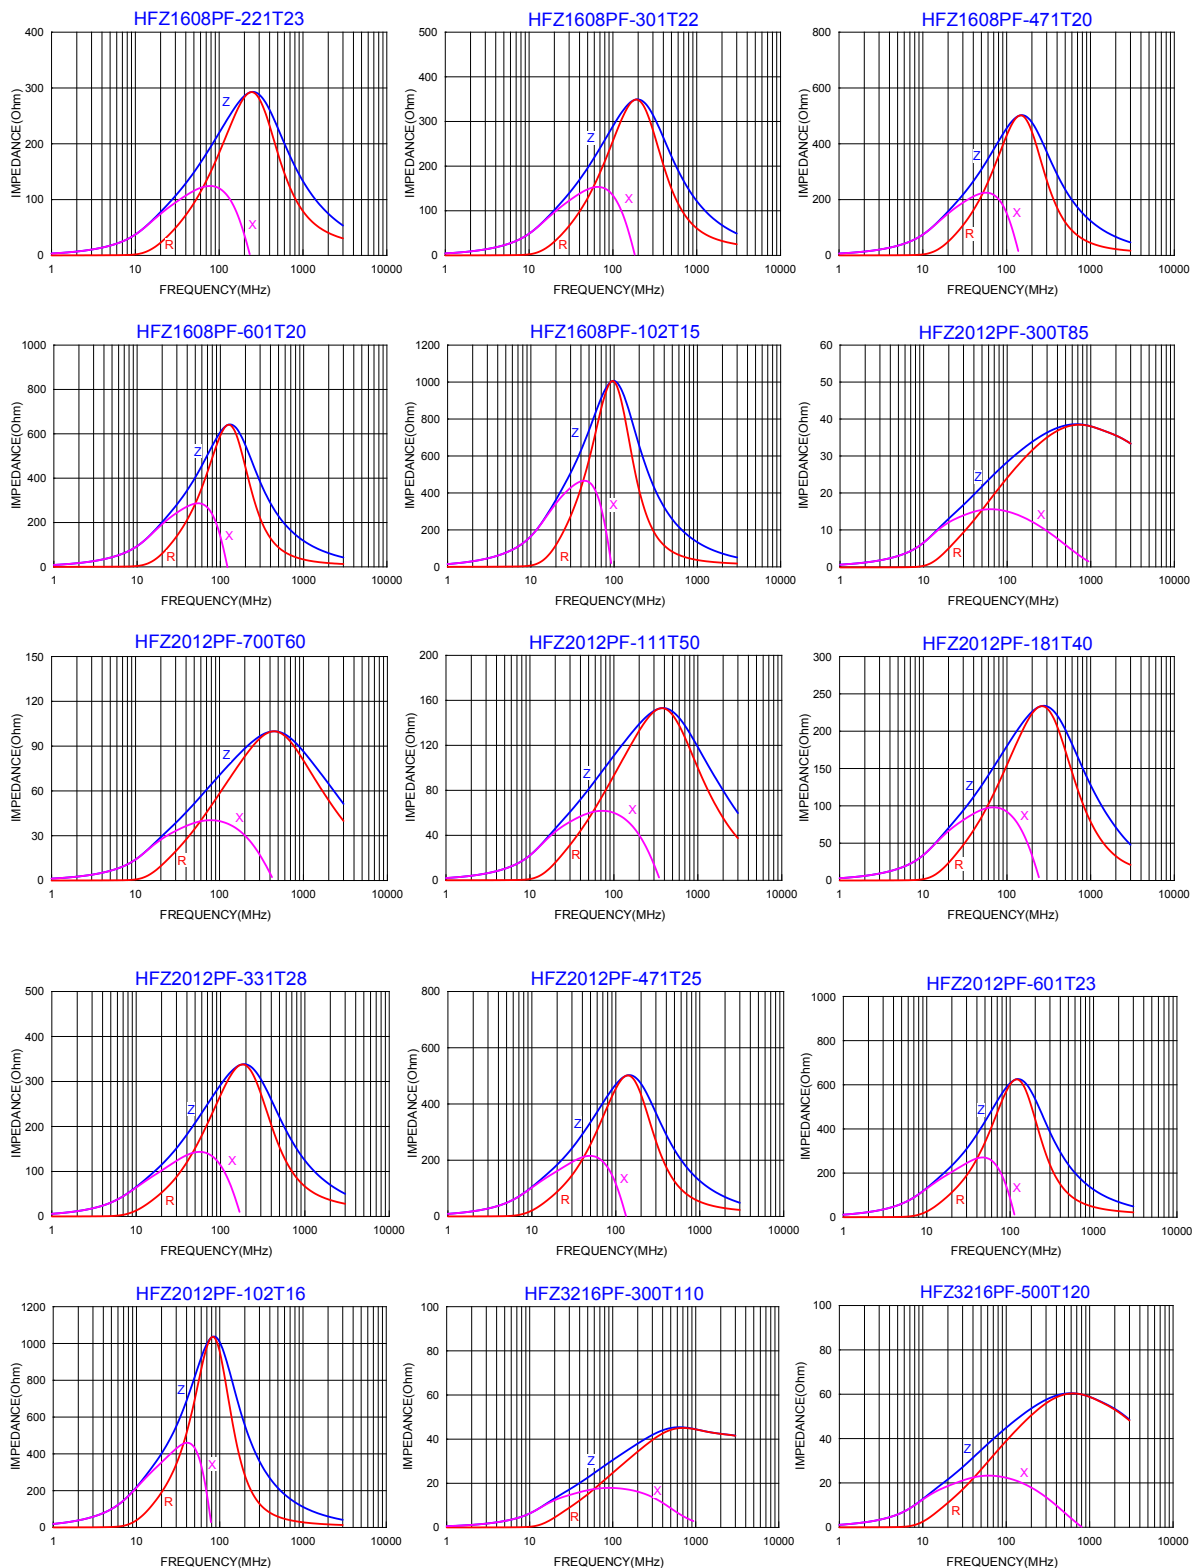 HFZ1608PF-221T23
400
300
200
100
0
IMPEDANCE(Ohm)
Z
R
X
1 10 100 1000 10000
FREQUENCY(MHz)
HFZ1608PF-301T22
500
400
300
200
100
0
IMPEDANCE(Ohm)
Z
R
X
1 10 100 1000 10000
FREQUENCY(MHz)
HFZ1608PF-471T20
800
600
400
200
0
IMPEDANCE(Ohm)
Z
R
X
1 10 100 1000 10000
FREQUENCY(MHz)
HFZ1608PF-601T20
1000
800
600
400
200
0
IMPEDANCE(Ohm)
Z
R
X
1 10 100 1000 10000
FREQUENCY(MHz)
HFZ1608PF-102T15
1200
1000
800
600
400
200
0
IMPEDANCE(Ohm)
Z
R
X
1 10 100 1000 10000
FREQUENCY(MHz)
HFZ2012PF-300T85
60
50
40
30
20
10
0
IMPEDANCE(Ohm)
Z
R
X
1 10 100 1000 10000
FREQUENCY(MHz)
HFZ2012PF-700T60
150
120
90
60
30
0
IMPEDANCE(Ohm)
Z
R
X
1 10 100 1000 10000
FREQUENCY(MHz)
HFZ2012PF-111T50
200
160
120
80
40
0
IMPEDANCE(Ohm)
Z
R
X
1 10 100 1000 10000
FREQUENCY(MHz)
HFZ2012PF-181T40
300
250
200
150
100
50
0
IMPEDANCE(Ohm)
Z
R
X
1 10 100 1000 10000
FREQUENCY(MHz)
HFZ2012PF-331T28
500
400
300
200
100
0
IMPEDANCE(Ohm)
Z
R
X
1 10 100 1000 10000
FREQUENCY(MHz)
HFZ2012PF-471T25
800
600
400
200
0
IMPEDANCE(Ohm)
Z
R
X
1 10 100 1000 10000
FREQUENCY(MHz)
HFZ2012PF-601T23
1000
800
600
400
200
0
IMPEDANCE(Ohm)
Z
R
X
1 10 100 1000 10000
FREQUENCY(MHz)
HFZ2012PF-102T16
1200
1000
800
600
400
200
0
IMPEDANCE(Ohm)
Z
R
X
1 10 100 1000 10000
FREQUENCY(MHz)
HFZ3216PF-300T110
100
80
60
40
20
0
IMPEDANCE(Ohm)
Z
R
X
1 10 100 1000 10000
FREQUENCY(MHz)
HFZ3216PF-500T120
100
80
60
40
20
0
IMPEDANCE(Ohm)
Z
R
X
1 10 100 1000 10000
FREQUENCY(MHz)